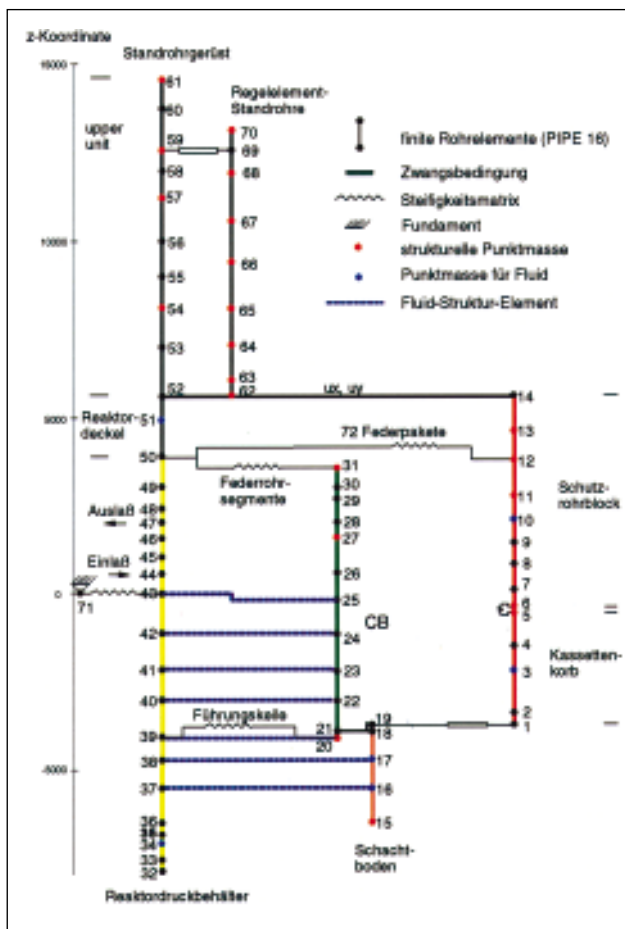 z-Koordinate
Standrohrgerüst
15000
61
Regelelement-
Standrohre
60
upper
unit
70
59
69
finite Rohrelemente (PIPE 16)
58
68
Zwangsbedingung
57
Steifigkeitsmatrix
67
Fundament
10000
56
strukturelle Punktmasse
66
55
Punktmasse für Fluid
54
65
Fluid-Struktur-Element
53
64
63
52
62
ux, uy
14
5000
Reaktor-
deckel
51
13
72 Federpakete
50
12
31
Federrohr-
segmente
49
30
29
11
Schutz-
rohrblock
48
Auslaß
47
28
10
46
27
9
45
8
Einlaß
44
26
7
0
71
43
25
6
5
CB
42
24
4
Kassetten-
korb
41
23
3
40
22
2
Führungskeile
19
1
39
21
18
20
38
17
-5000
37
16
36
15
35
34
Schacht-
boden
33
32
Reaktordruckbehälter